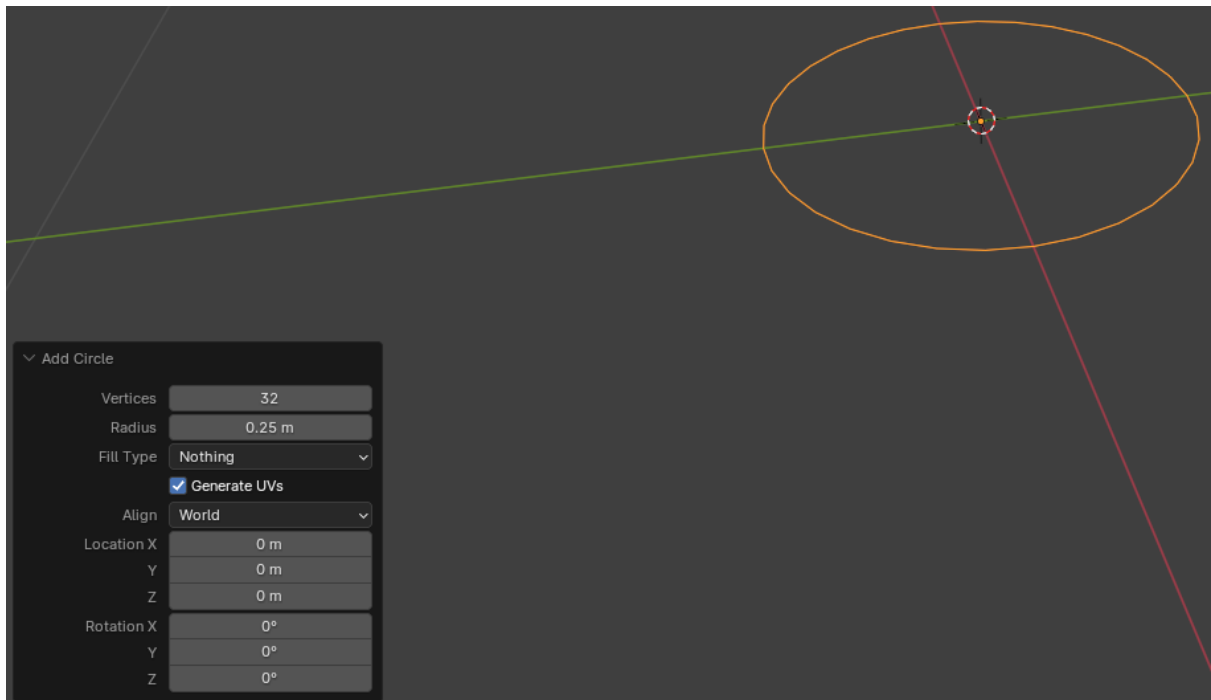 Add Circle
Vertices 32
Radius 0.25 m
Fill Type Nothing
Generate UVs
Align World
Location X 0 m
Y 0 m
Z 0 m
Rotation X 0°
Y 0°
Z 0°